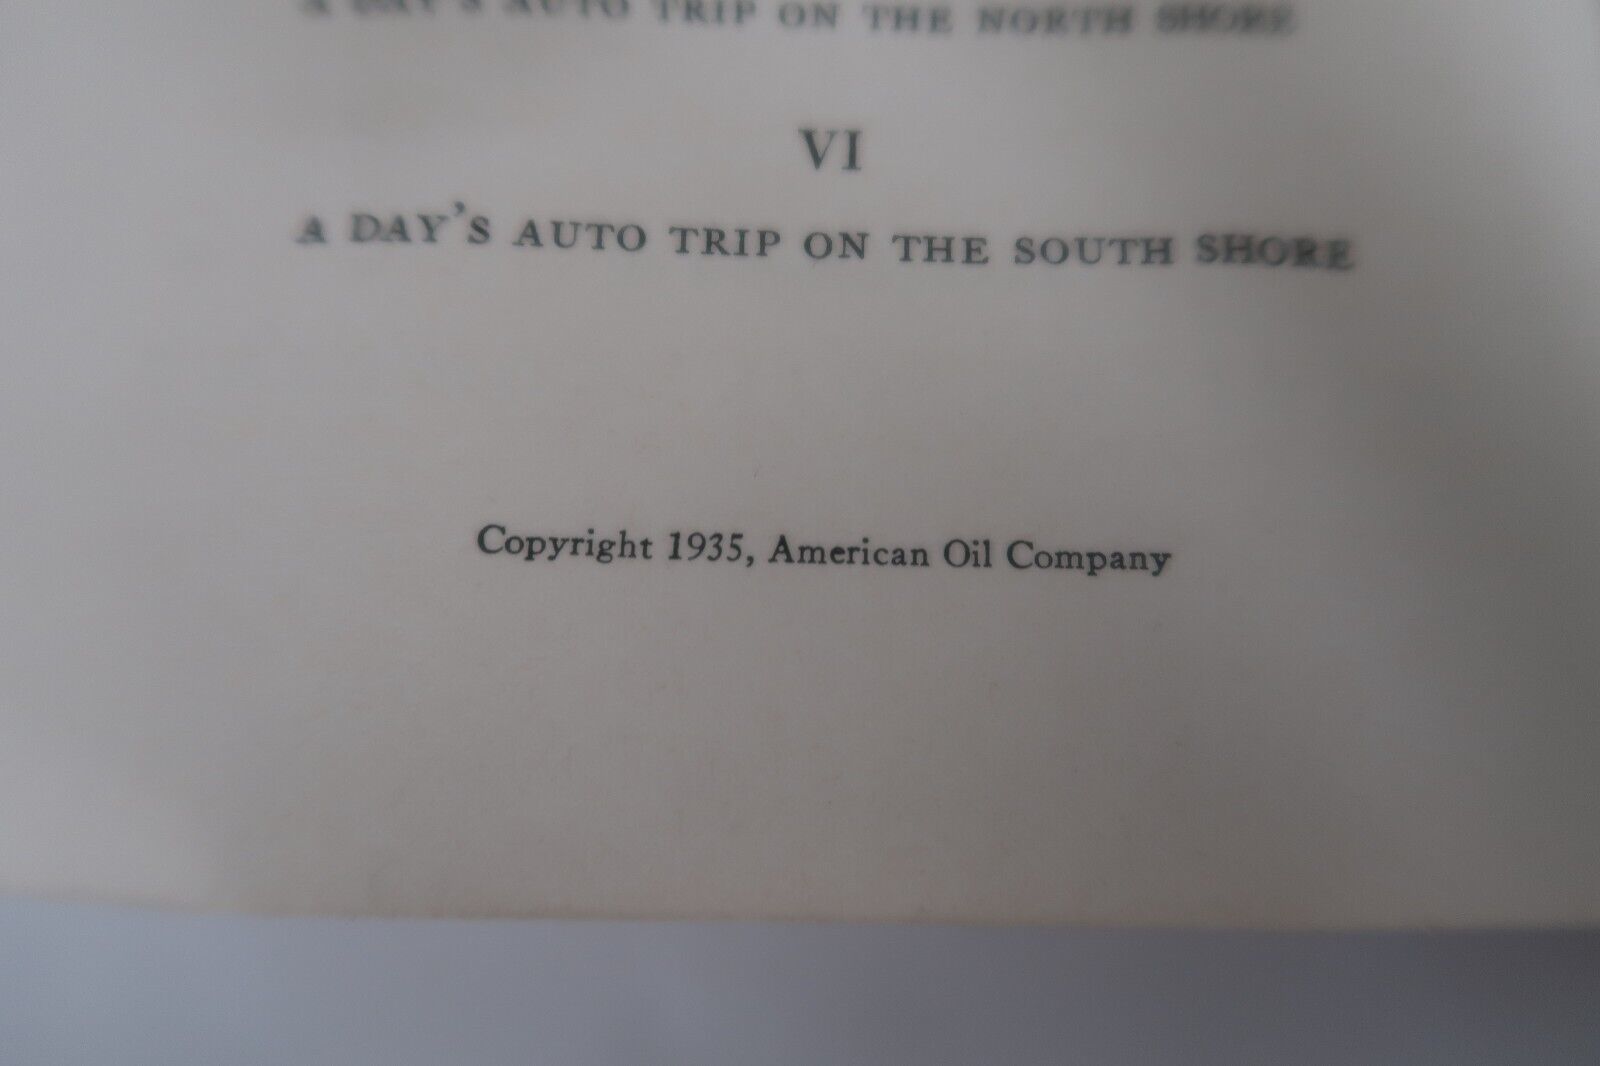 A DAY'S AUTO TRIP ON THE NORTH SHORE
VI
A DAY'S AUTO TRIP ON THE SOUTH SHORE
Copyright 1935, American Oil Company